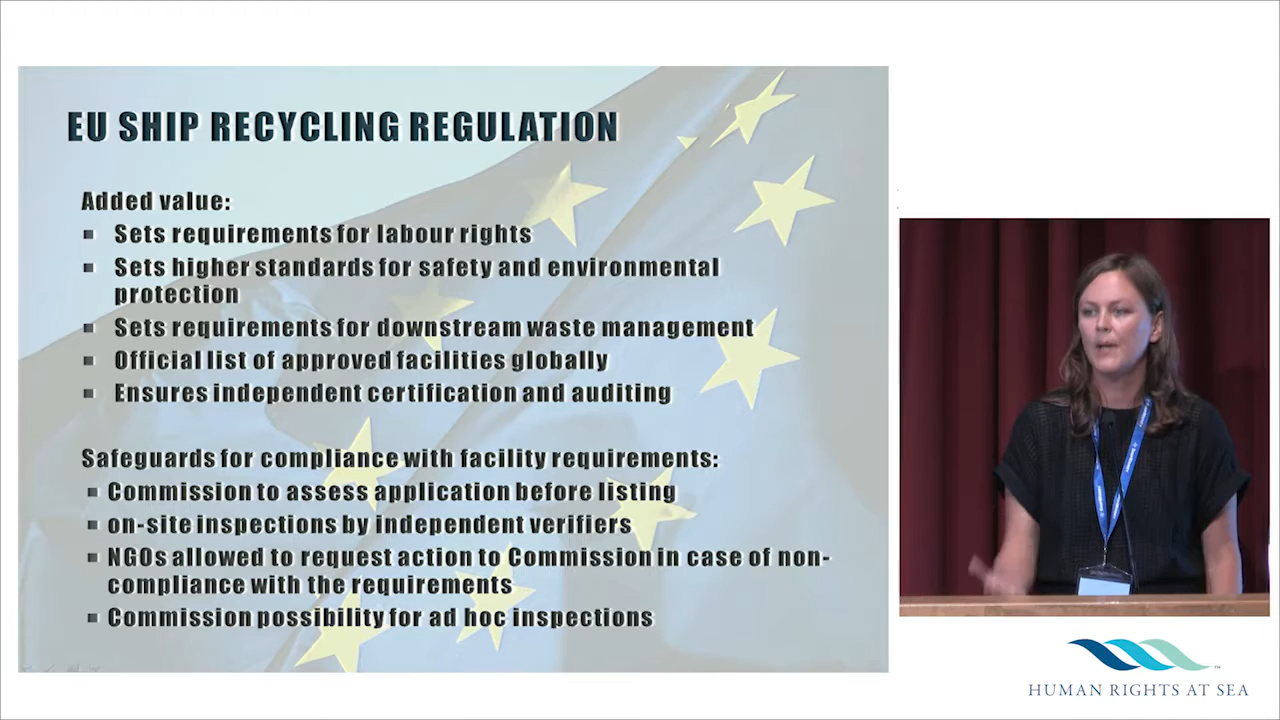 EU SHIP RECYCLING REGULATION
Added value:
Sets requirements for labour rights
Sets higher standards for safety and environmental
protection
Sets requirements for downstream waste management
Official list of approved facilities globally
Ensures independent certification and auditing
Safeguards for compliance with facility requirements:
Commission to assess application before listing
on-site inspections by independent verifiers
NGOs allowed to request action to Commission in case of non-
compliance with the requirements
Commission possibility for ad hoc inspections
HUMAN RIGHTS AT SEA